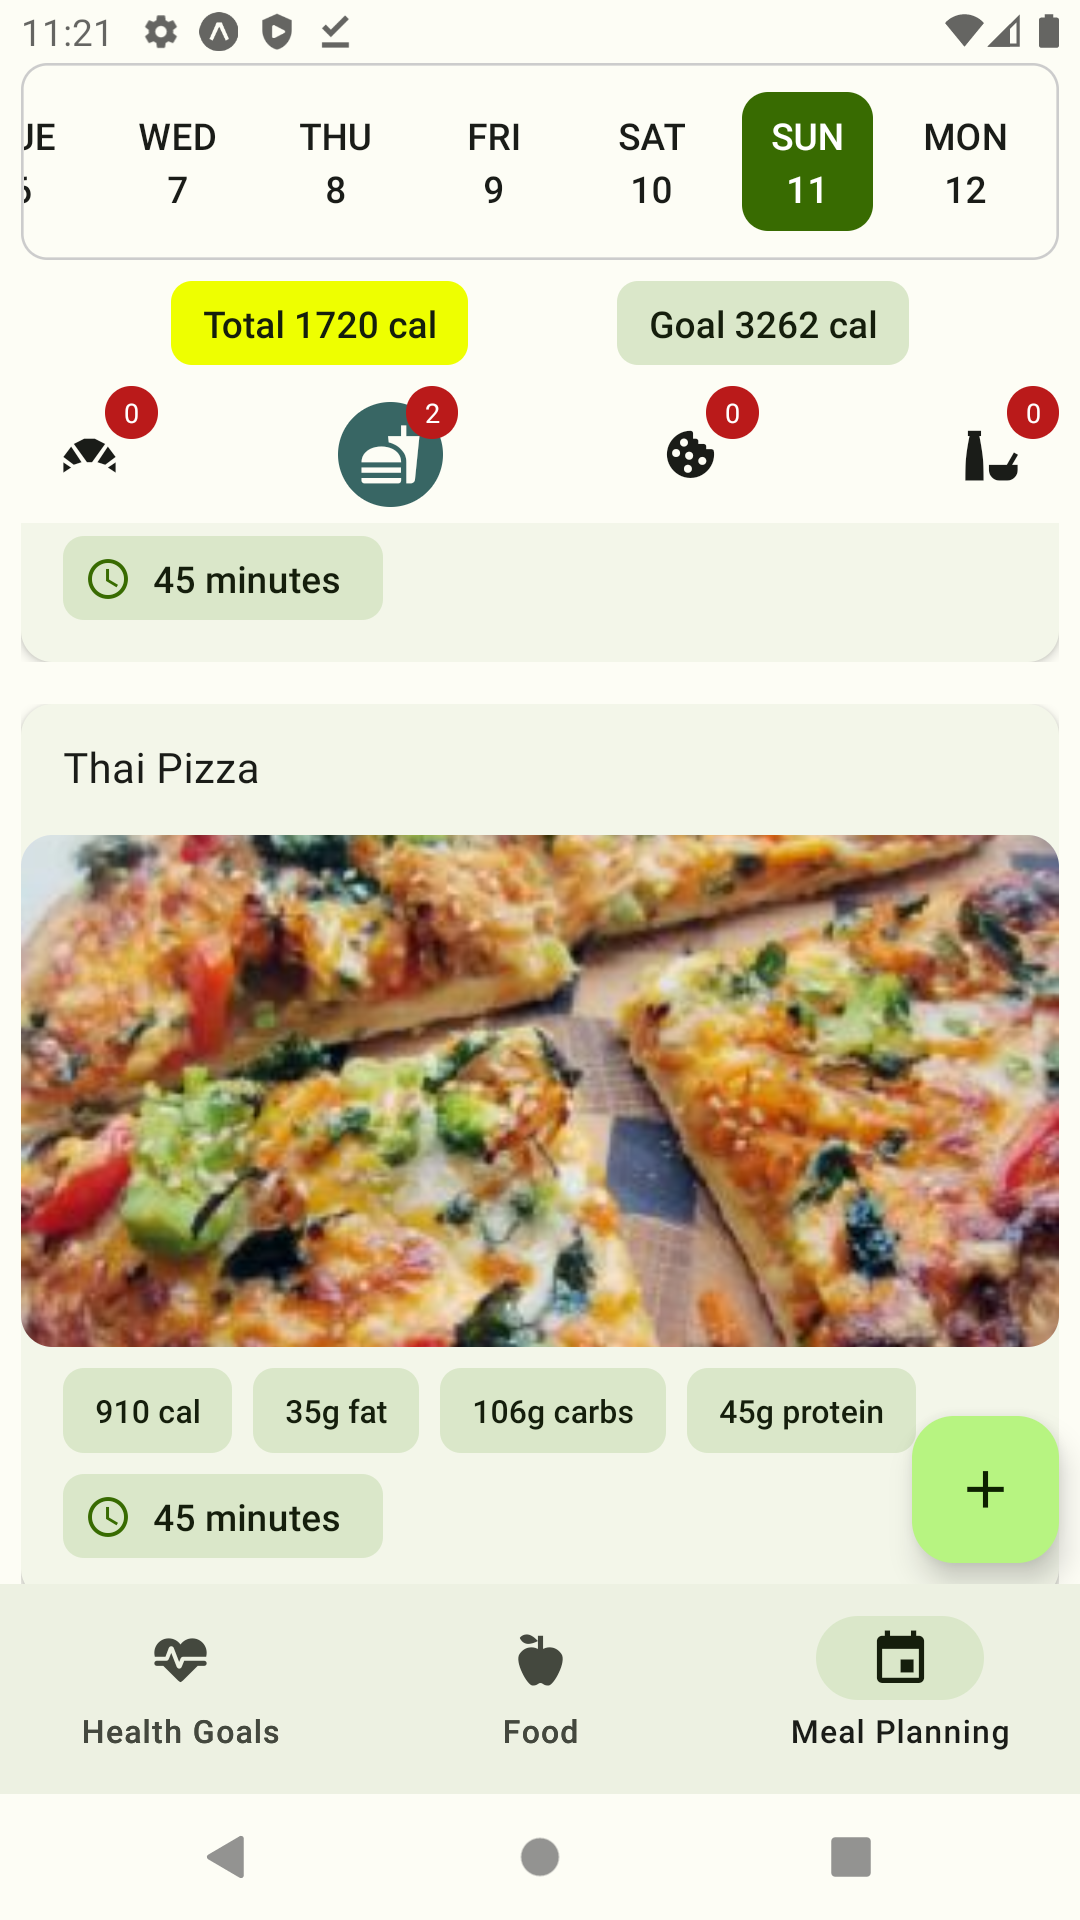 11:21
WED THU FRI SAT SUN MON
7 8 9 10 11 12
Total 1720 cal Goal 3262 cal
0 2 0 0
45 minutes
Thai Pizza
910 cal 35g fat 106g carbs 45g protein
45 minutes
Health Goals Food Meal Planning